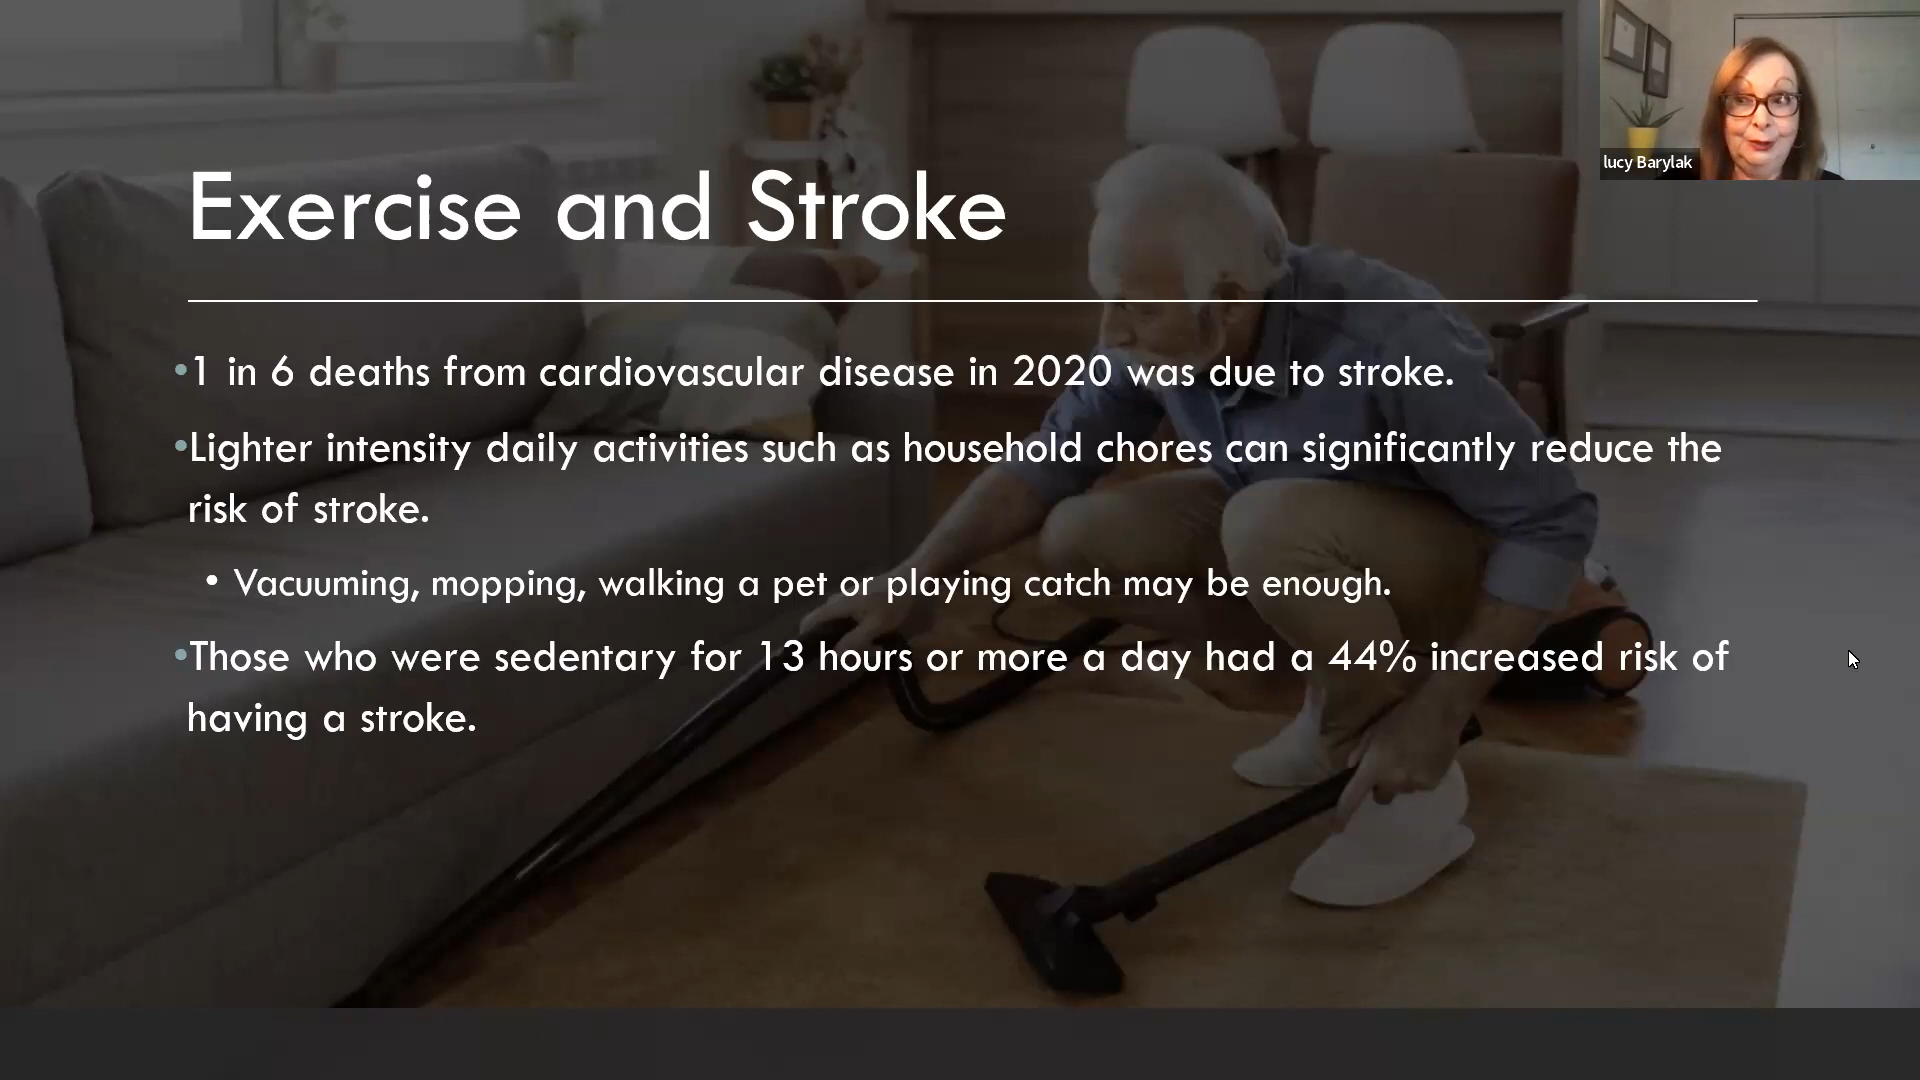 lucy Barylak
Exercise and Stroke
•1 in 6 deaths from cardiovascular disease in 2020 was due to stroke.
•Lighter intensity daily activities such as household chores can significantly reduce the
risk of stroke.
• Vacuuming, mopping, walking a pet or playing catch may be enough.
•Those who were sedentary for 13 hours or more a day had a 44% increased risk of
having a stroke.